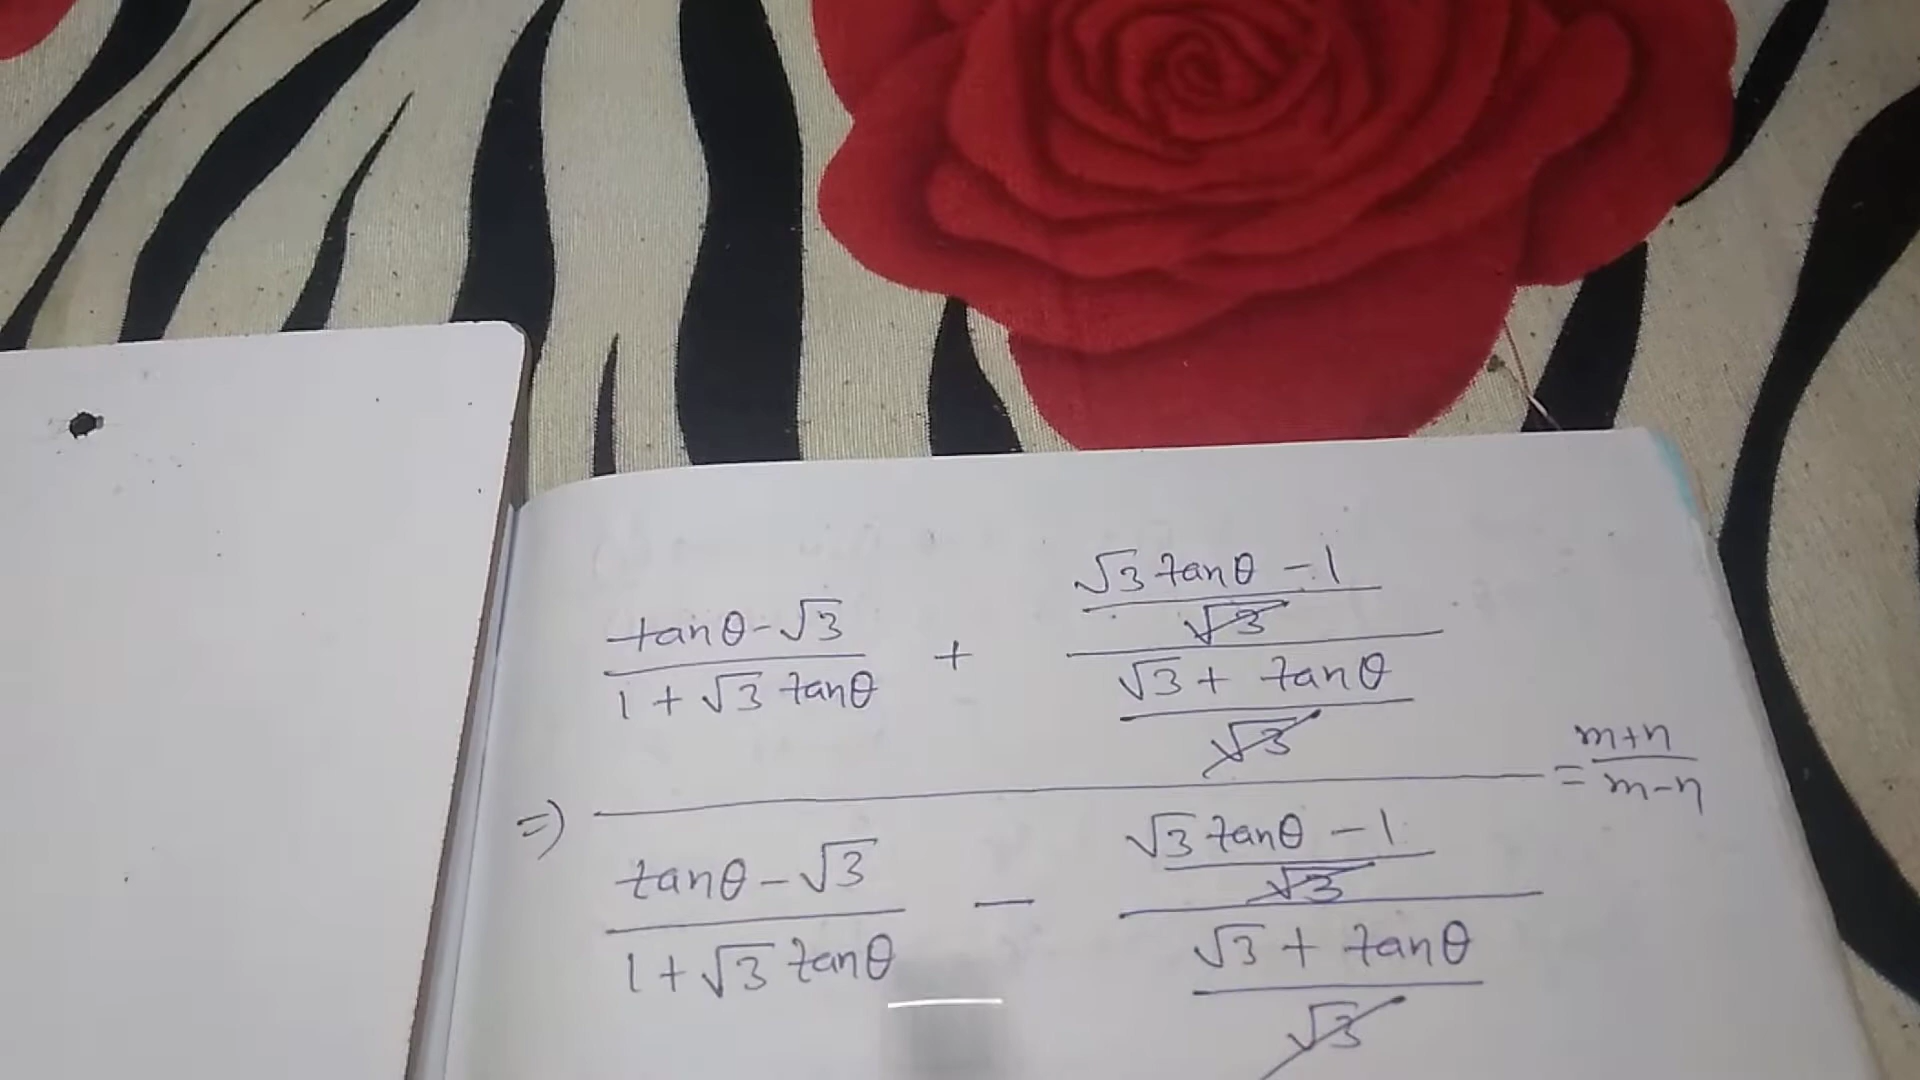 tanθ-√3 / 1+√3 tanθ + (√3 tanθ-1 / √3) / (√3+tanθ / √3)
⇒) ________ = m+n / m-n
tanθ-√3 / 1+√3 tanθ - (√3 tanθ-1 / √3) / (√3+tanθ / √3)